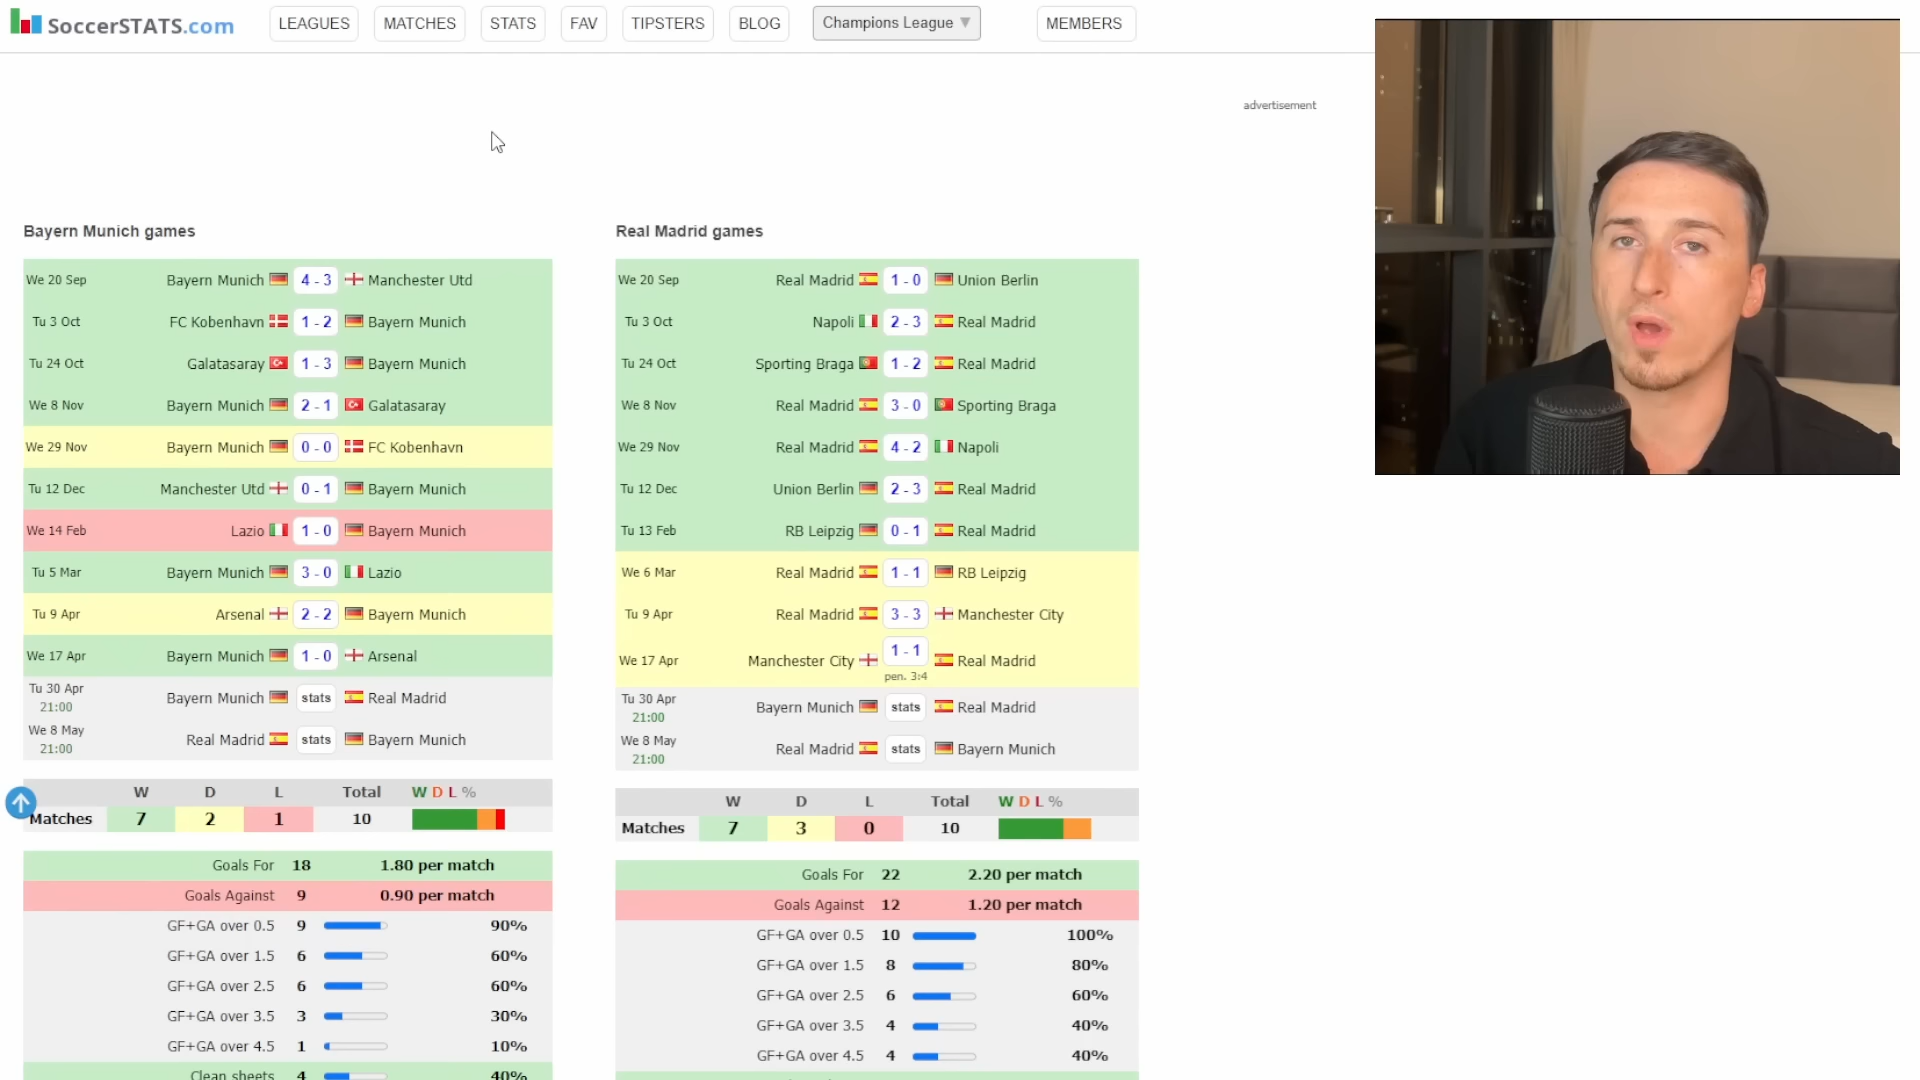 SoccerSTATS.com
LEAGUES MATCHES STATS FAV TIPSTERS BLOG Champions League ▼ MEMBERS
advertisement
Bayern Munich games
We 20 Sep Bayern Munich 4 - 3 Manchester Utd
Tu 3 Oct FC Kobenhavn 1 - 2 Bayern Munich
Tu 24 Oct Galatasaray 1 - 3 Bayern Munich
We 8 Nov Bayern Munich 2 - 1 Galatasaray
We 29 Nov Bayern Munich 0 - 0 FC Kobenhavn
Tu 12 Dec Manchester Utd 0 - 1 Bayern Munich
We 14 Feb Lazio 1 - 0 Bayern Munich
Tu 5 Mar Bayern Munich 3 - 0 Lazio
Tu 9 Apr Arsenal 2 - 2 Bayern Munich
We 17 Apr Bayern Munich 1 - 0 Arsenal
Tu 30 Apr Bayern Munich stats Real Madrid
21:00
We 8 May Real Madrid stats Bayern Munich
21:00
W D L Total W D L %
Matches 7 2 1 10
Goals For 18 1.80 per match
Goals Against 9 0.90 per match
GF+GA over 0.5 9 90%
GF+GA over 1.5 6 60%
GF+GA over 2.5 6 60%
GF+GA over 3.5 3 30%
GF+GA over 4.5 1 10%
Clean sheets 4 40%
Real Madrid games
We 20 Sep Real Madrid 1 - 0 Union Berlin
Tu 3 Oct Napoli 2 - 3 Real Madrid
Tu 24 Oct Sporting Braga 1 - 2 Real Madrid
We 8 Nov Real Madrid 3 - 0 Sporting Braga
We 29 Nov Real Madrid 4 - 2 Napoli
Tu 12 Dec Union Berlin 2 - 3 Real Madrid
Tu 13 Feb RB Leipzig 0 - 1 Real Madrid
We 6 Mar Real Madrid 1 - 1 RB Leipzig
Tu 9 Apr Real Madrid 3 - 3 Manchester City
We 17 Apr Manchester City 1 - 1 Real Madrid
pen. 3:4
Tu 30 Apr Bayern Munich stats Real Madrid
21:00
We 8 May Real Madrid stats Bayern Munich
21:00
W D L Total W D L %
Matches 7 3 0 10
Goals For 22 2.20 per match
Goals Against 12 1.20 per match
GF+GA over 0.5 10 100%
GF+GA over 1.5 8 80%
GF+GA over 2.5 6 60%
GF+GA over 3.5 4 40%
GF+GA over 4.5 4 40%